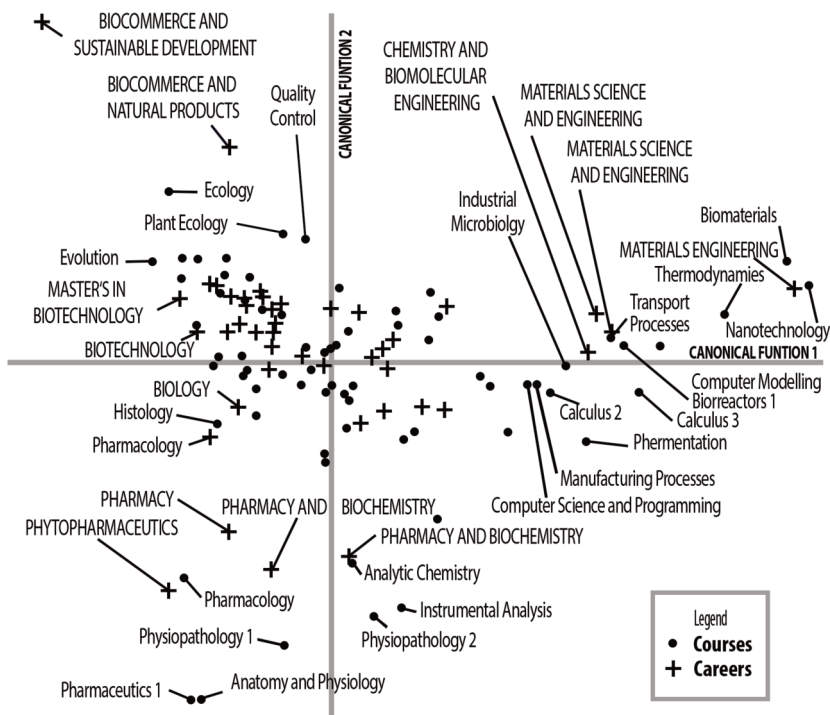 BIOCOMMERCE AND
SUSTAINABLE DEVELOPMENT
BIOCOMMERCE AND
NATURAL PRODUCTS
Quality
Control
CANONICAL FUNTION 2
CHEMISTRY AND
BIOMOLECULAR
ENGINEERING
MATERIALS SCIENCE
AND ENGINEERING
MATERIALS SCIENCE
AND ENGINEERING
Ecology
Plant Ecology
Industrial
Microbiolgy
Biomaterials
Evolution
MATERIALS ENGINEERING
Thermodynamies
MASTER'S IN
BIOTECHNOLOGY
Transport
Processes
Nanotechnology
BIOTECHNOLOGY
CANONICAL FUNTION 1
BIOLOGY
Computer Modelling
Biorreactors 1
Histology
Calculus 2
Calculus 3
Pharmacology
Phermentation
Manufacturing Processes
PHARMACY
PHARMACY AND
BIOCHEMISTRY
Computer Science and Programming
PHYTOPHARMACEUTICS
PHARMACY AND BIOCHEMISTRY
Analytic Chemistry
Pharmacology
Instrumental Analysis
Physiopathology 1
Physiopathology 2
Pharmaceutics 1
Anatomy and Physiology
Legend
Courses
Careers